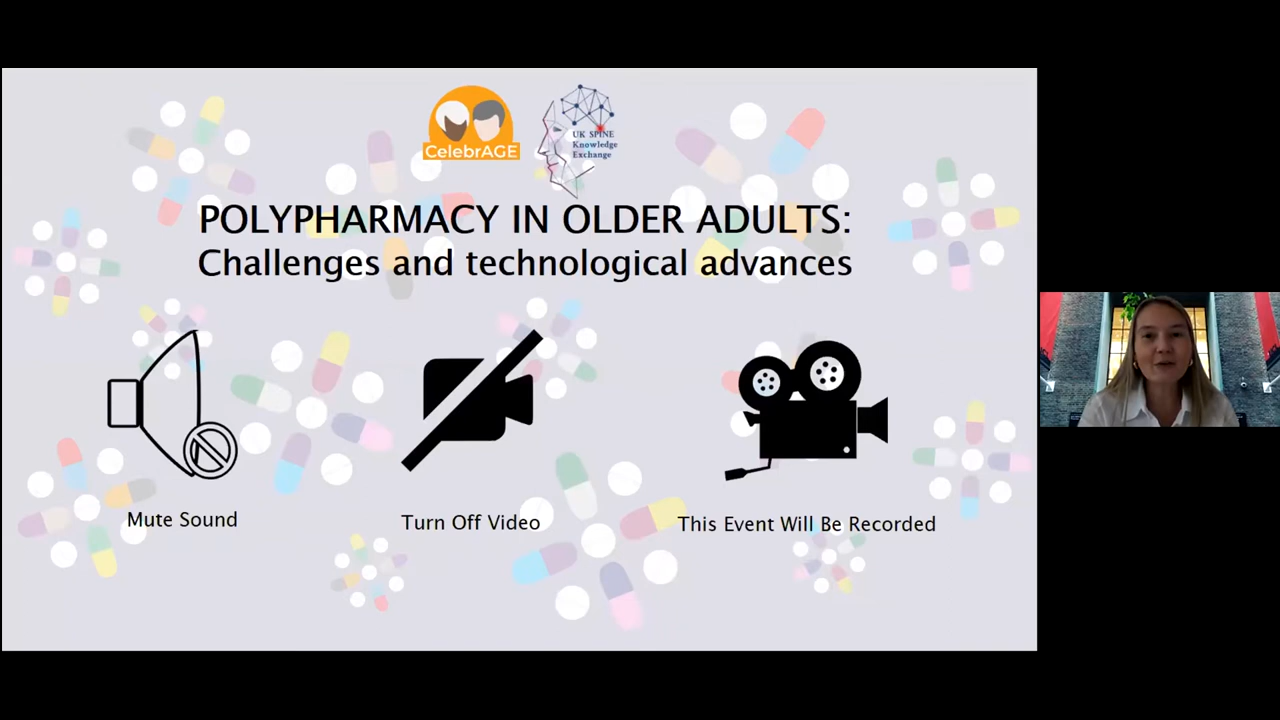 CelebrAGE
UK SPINE
Knowledge
Exchange
POLYPHARMACY IN OLDER ADULTS:
Challenges and technological advances
Mute Sound
Turn Off Video
This Event Will Be Recorded